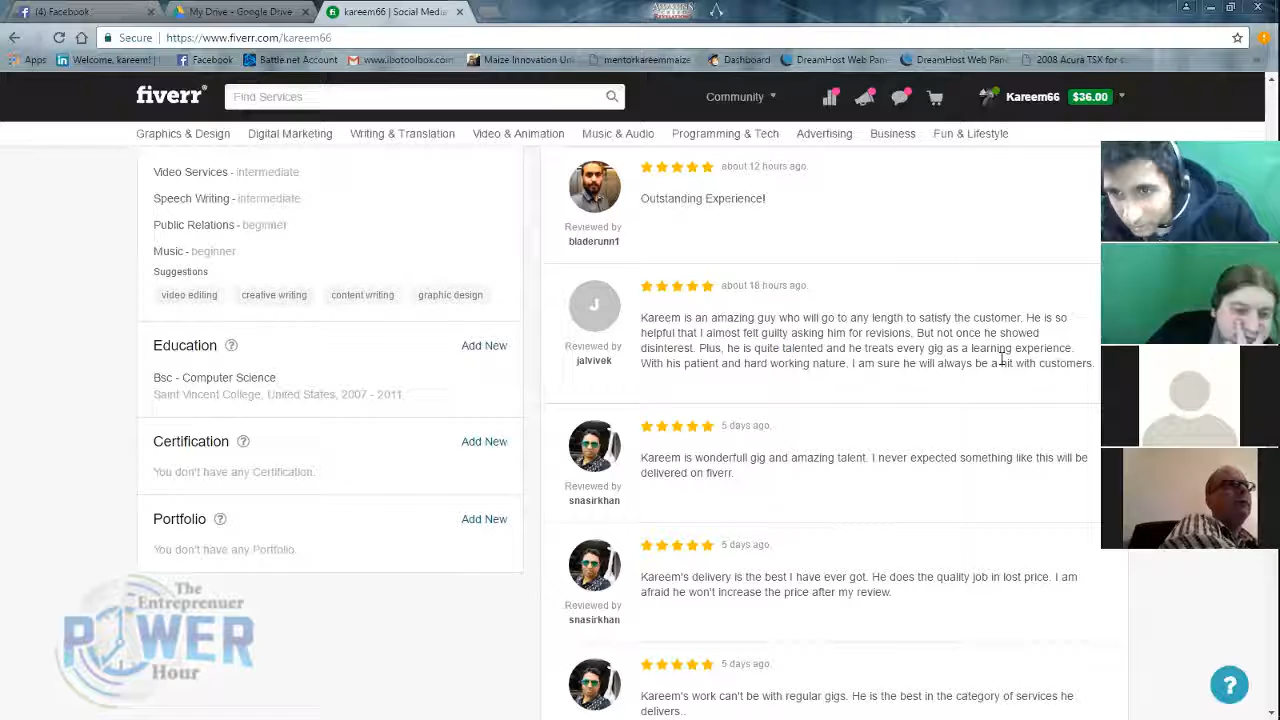 (4) Facebook
My Drive - Google Drive
kareem66 | Social Media
Secure
https://www.fiverr.com/kareem66
Apps
Welcome, kareem!
Facebook
Battle.net Account
www.ibotoolbox.com
Maize Innovation Uni
mentorkareemmaize
DreamHost Web Pan
DreamHost Web Pan
2008 Acura TSX for s
fiverr
Find Services
Community
Kareem66
$36.00
Graphics & Design
Digital Marketing
Writing & Translation
Video & Animation
Music & Audio
Programming & Tech
Advertising
Business
Fun & Lifestyle
Video Services - intermediate
Speech Writing - intermediate
Public Relations - beginner
Music - beginner
Suggestions
video editing
creative writing
content writing
graphic design
Education ?
Add New
Bsc - Computer Science
Saint Vincent College, United States, 2007 - 2011
Certification ?
Add New
You don't have any Certification.
Portfolio ?
Add New
You don't have any Portfolio.
about 12 hours ago.
Outstanding Experience!
Reviewed by
bladerunn1
about 18 hours ago.
J
Kareem is an amazing guy who will go to any length to satisfy the customer. He is so
helpful that I almost felt guilty asking him for revisions. But not once he showed
disinterest. Plus, he is quite talented and he treats every gig as a learning experience.
With his patient and hard working nature. I am sure he will always be a hit with customers.
Reviewed by
jalvivek
5 days ago.
Kareem is wonderfull gig and amazing talent. I never expected something like this will be
delivered on fiverr.
Reviewed by
snasirkhan
5 days ago.
Kareem's delivery is the best I have ever got. He does the quality job in lost price. I am
afraid he won't increase the price after my review.
Reviewed by
snasirkhan
5 days ago.
Kareem's work can't be with regular gigs. He is the best in the category of services he
delivers..
The
Entreprenuer
POWER
Hour
?